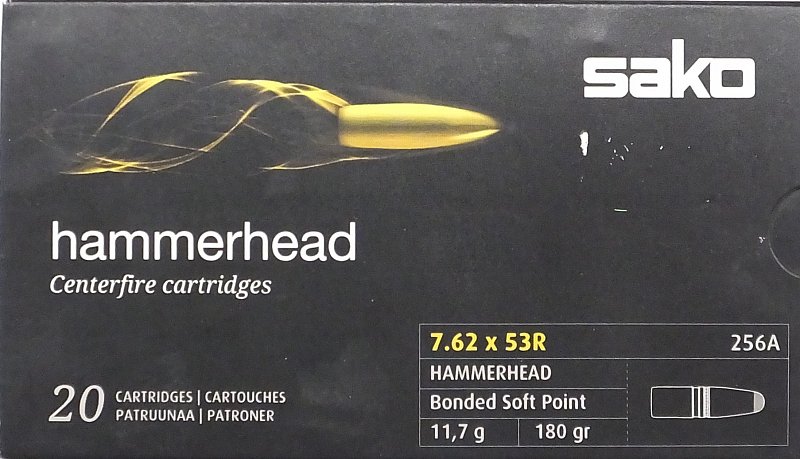 sako
hammerhead
Centerfire cartridges
7.62 x 53R 256A
HAMMERHEAD
Bonded Soft Point
11,7 g 180 gr
20 CARTRIDGES | CARTOUCHES
PATRUUNAA | PATRONER